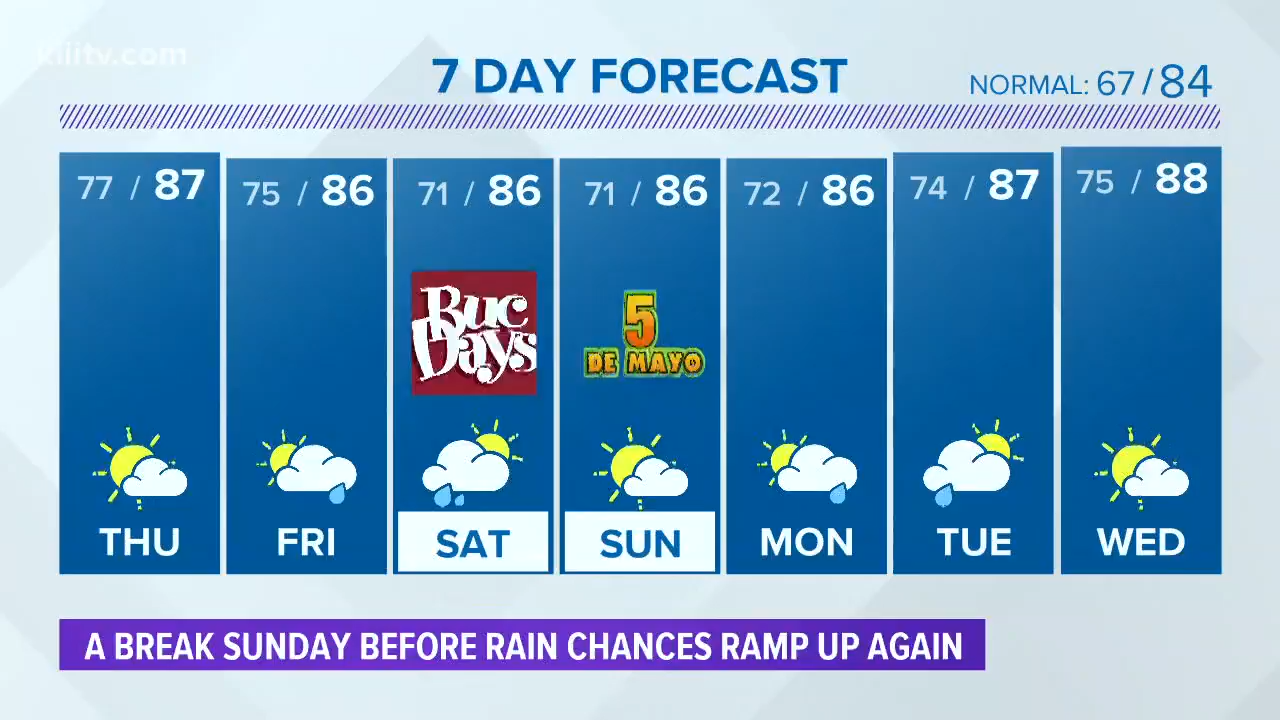 kiiitv.com
7 DAY FORECAST
NORMAL: 67 / 84
77 / 87
75 / 86
71 / 86
71 / 86
72 / 86
74 / 87
75 / 88
Buc
Days
5
DE MAYO
THU
FRI
SAT
SUN
MON
TUE
WED
A BREAK SUNDAY BEFORE RAIN CHANCES RAMP UP AGAIN